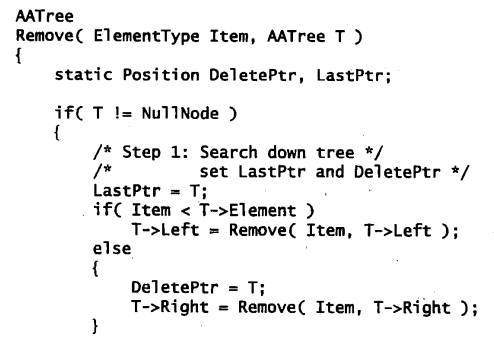 AATree
Remove( ElementType Item, AATree T )
{
    static Position DeletePtr, LastPtr;

    if( T != NullNode )
    {
        /* Step 1: Search down tree */
        /*         set LastPtr and DeletePtr */
        LastPtr = T;
        if( Item < T->Element )
            T->Left = Remove( Item, T->Left );
        else
        {
            DeletePtr = T;
            T->Right = Remove( Item, T->Right );
        }